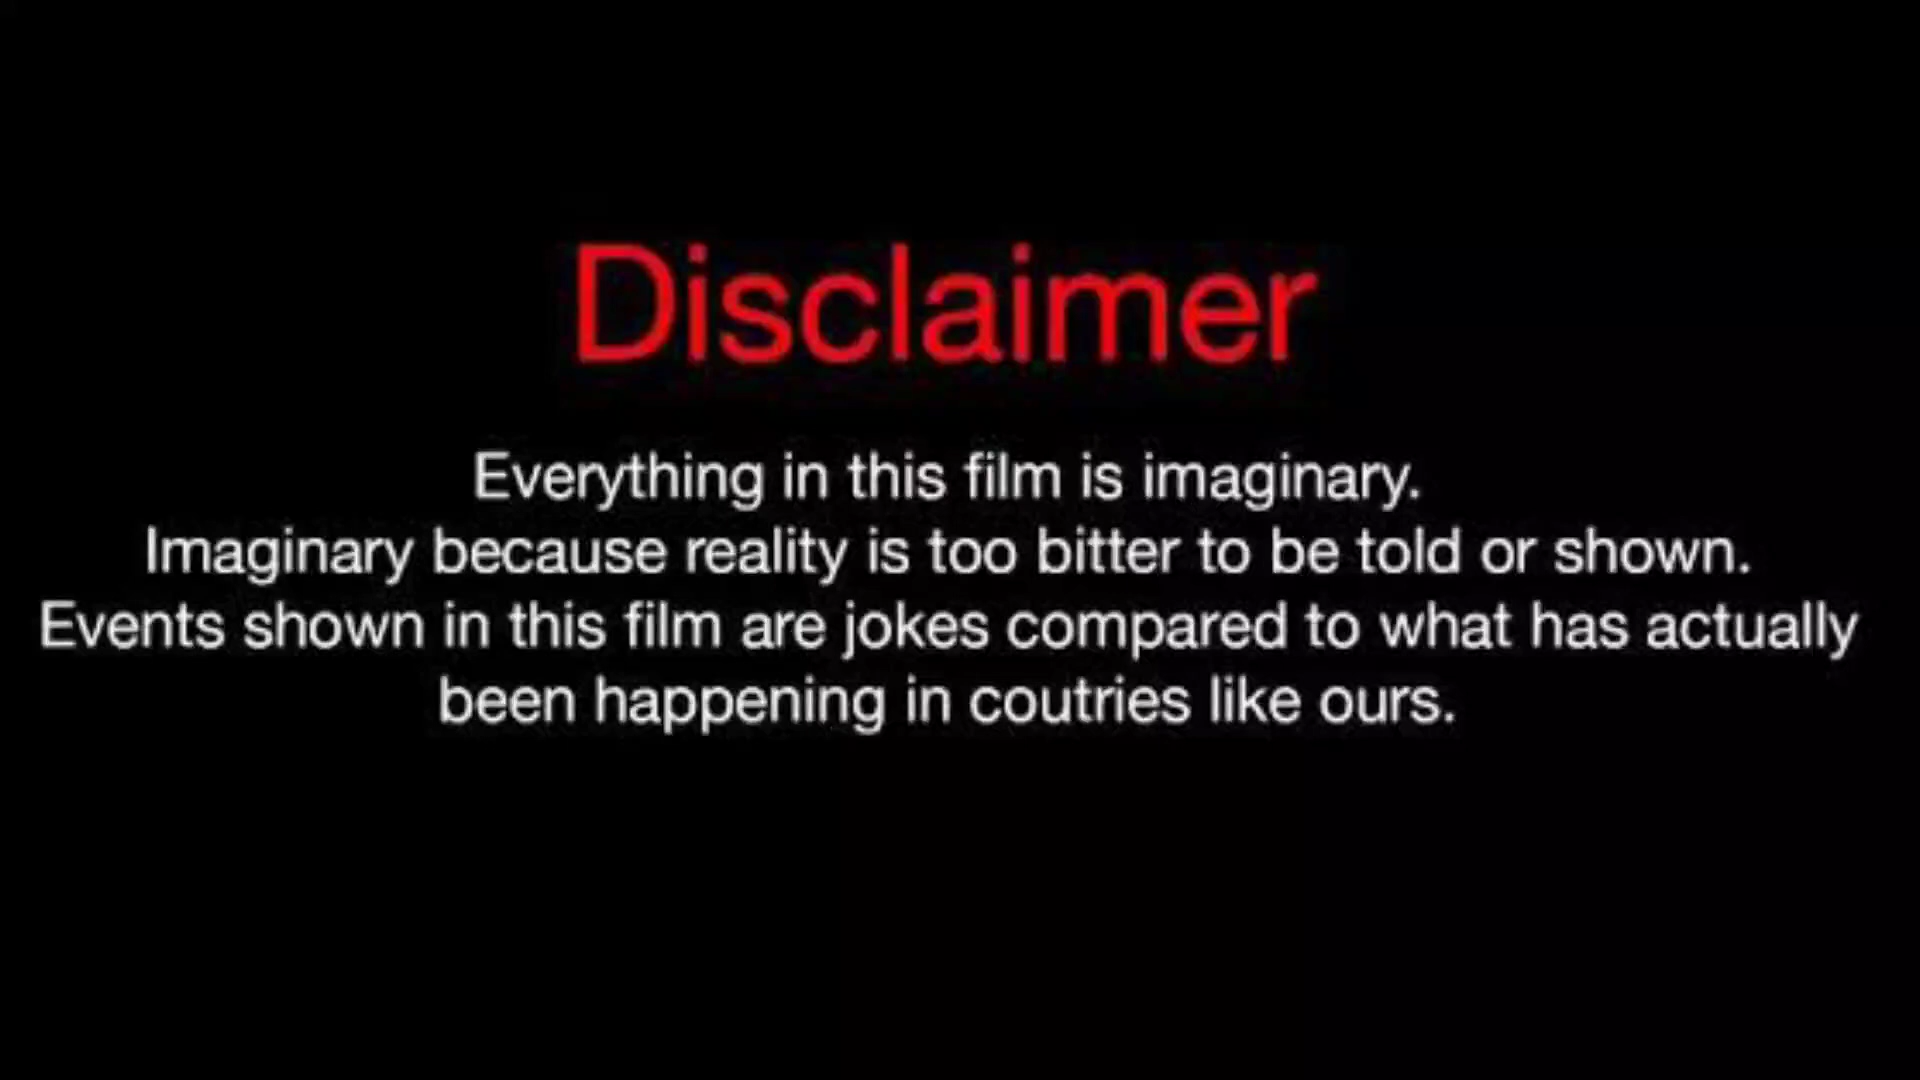 Disclaimer
Everything in this film is imaginary.
Imaginary because reality is too bitter to be told or shown.
Events shown in this film are jokes compared to what has actually
been happening in coutries like ours.